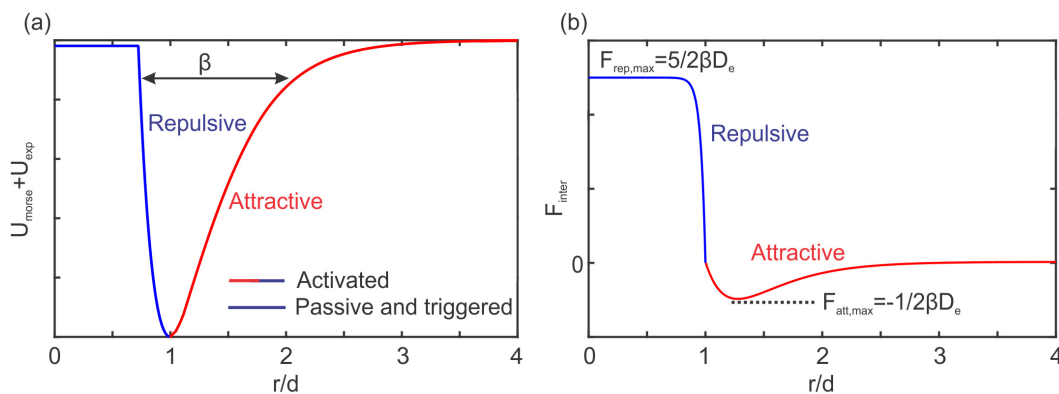 (a)
β
Repulsive
Attractive
Activated
Passive and triggered
U_morse+U_exp
0 1 2 3 4
r/d
(b)
F_rep,max=5/2βD_e
Repulsive
Attractive
F_att,max=-1/2βD_e
F_inter
0
0 1 2 3 4
r/d